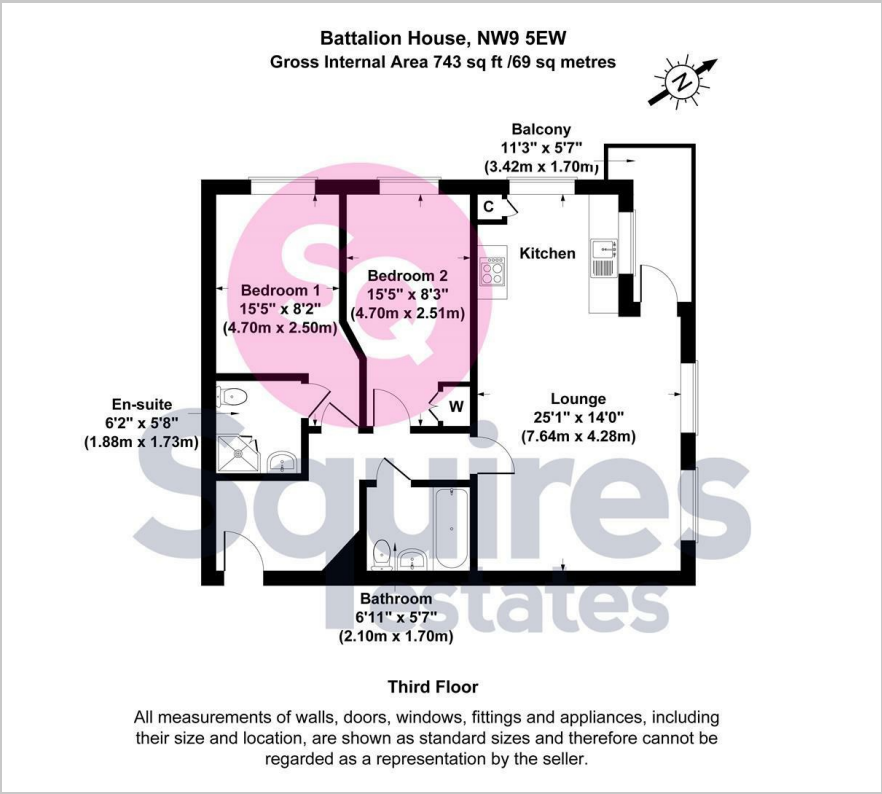 Battalion House, NW9 5EW
Gross Internal Area 743 sq ft /69 sq metres
N
Balcony
11'3" x 5'7"
(3.42m x 1.70m)
C
Kitchen
SQ
Bedroom 1
15'5" x 8'2"
(4.70m x 2.50m)
Bedroom 2
15'5" x 8'3"
(4.70m x 2.51m)
En-suite
6'2" x 5'8"
(1.88m x 1.73m)
W
Lounge
25'1" x 14'0"
(7.64m x 4.28m)
Squires
estates
Bathroom
6'11" x 5'7"
(2.10m x 1.70m)
Third Floor
All measurements of walls, doors, windows, fittings and appliances, including
their size and location, are shown as standard sizes and therefore cannot be
regarded as a representation by the seller.